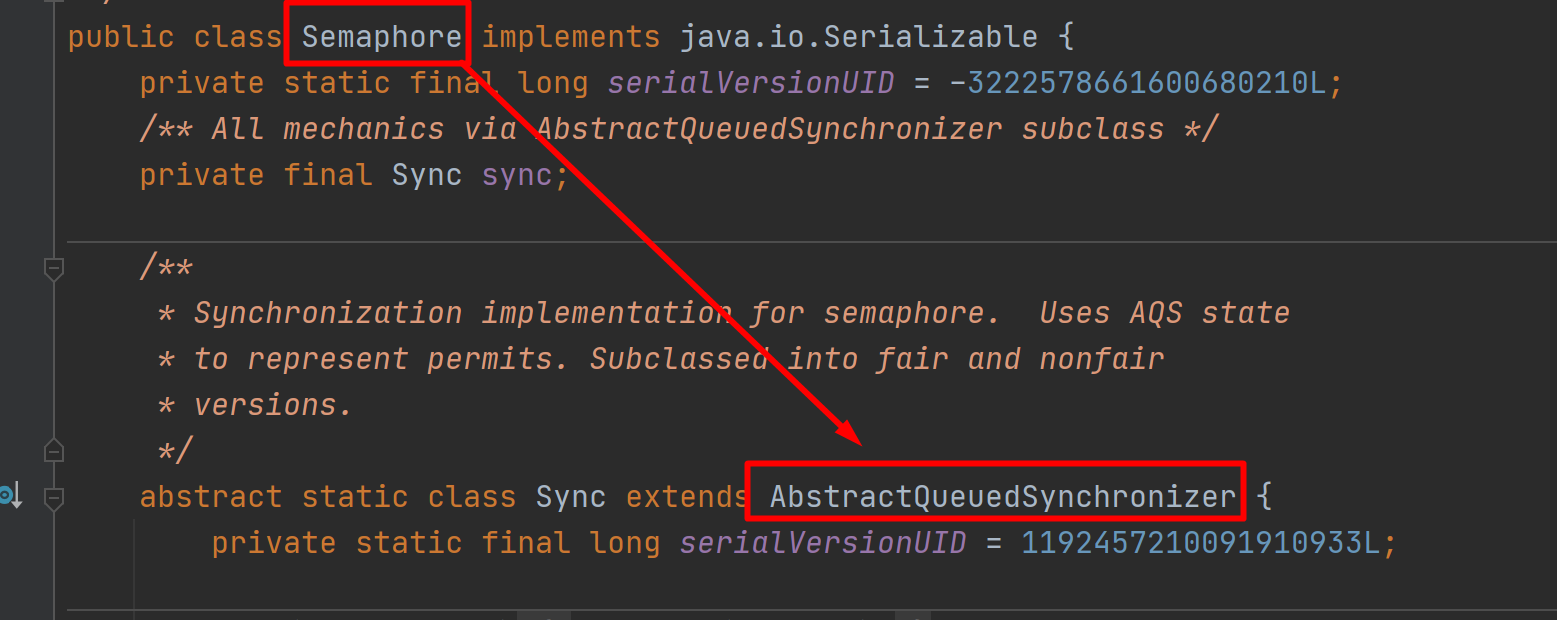 public class Semaphore implements java.io.Serializable {
private static final long serialVersionUID = -3222578661600680210L;
/** All mechanics via AbstractQueuedSynchronizer subclass */
private final Sync sync;
/**
* Synchronization implementation for semaphore.  Uses AQS state
* to represent permits. Subclassed into fair and nonfair
* versions.
*/
abstract static class Sync extends AbstractQueuedSynchronizer {
private static final long serialVersionUID = 1192457210091910933L;